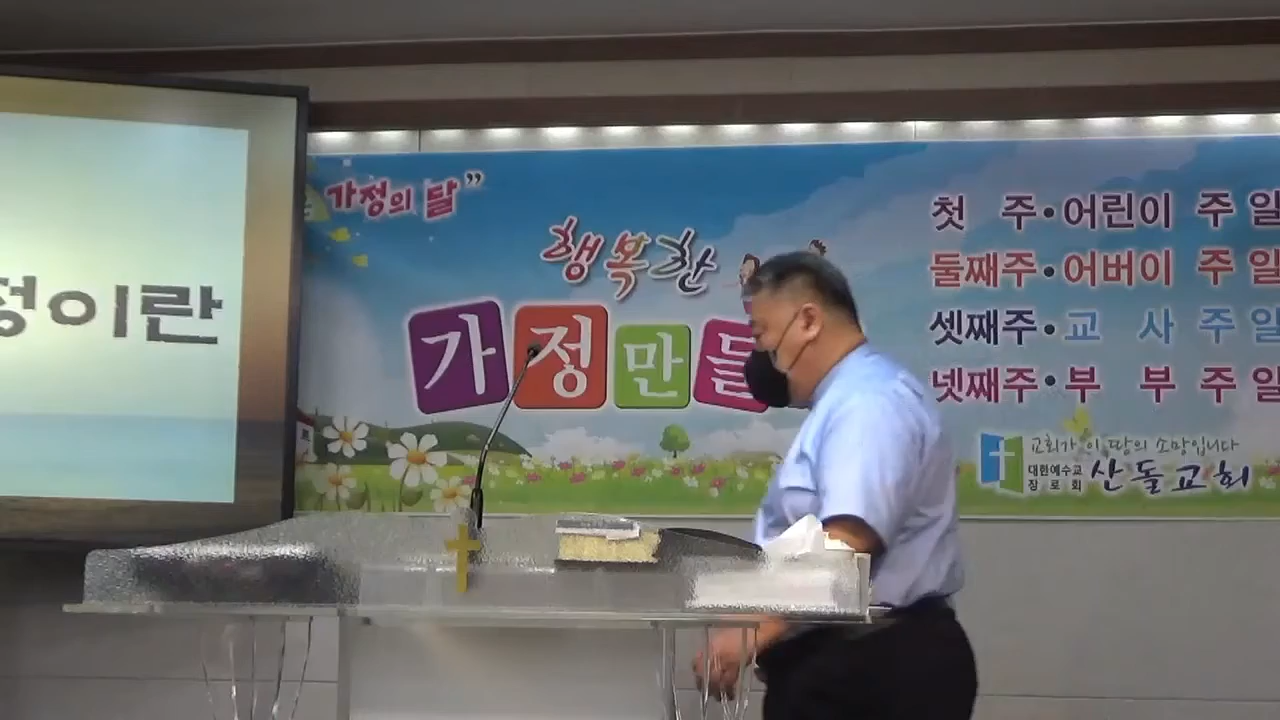 정이란
가정의 달”
행복한
가정만들
첫 주·어린이 주일
둘째주·어버이 주일
셋째주·교 사 주일
넷째주·부 부 주일
교회가 이 땅의 소망입니다
대한예수교
장로회 산돌교회